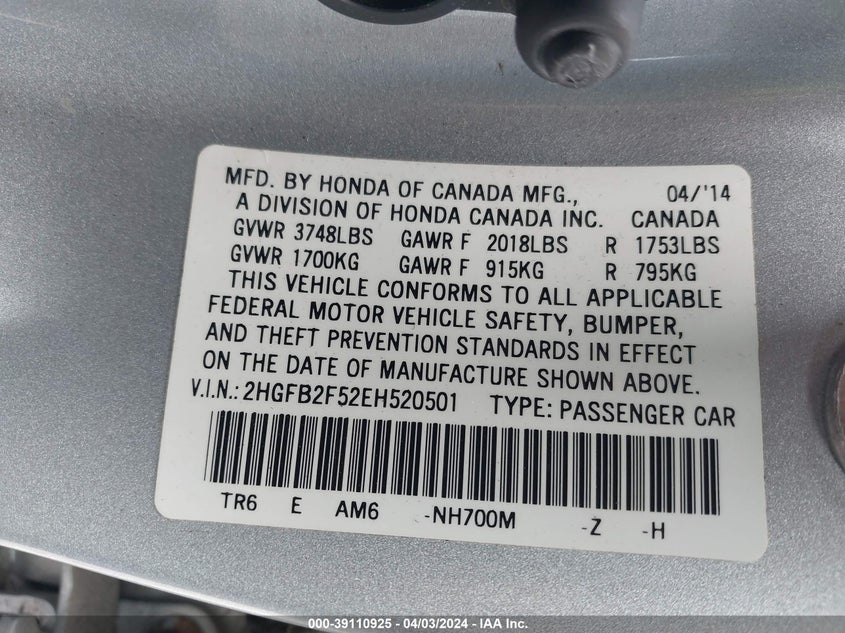 MFD. BY HONDA OF CANADA MFG., 04/'14
A DIVISION OF HONDA CANADA INC. CANADA
GVWR 3748LBS GAWR F 2018LBS R 1753LBS
GVWR 1700KG GAWR F 915KG R 795KG
THIS VEHICLE CONFORMS TO ALL APPLICABLE
FEDERAL MOTOR VEHICLE SAFETY, BUMPER,
AND THEFT PREVENTION STANDARDS IN EFFECT
ON THE DATE OF MANUFACTURE SHOWN ABOVE.
V.I.N.: 2HGFB2F52EH520501 TYPE: PASSENGER CAR
TR6 E AM6 -NH700M -Z -H
000-39110925 - 04/03/2024 - IAA Inc.